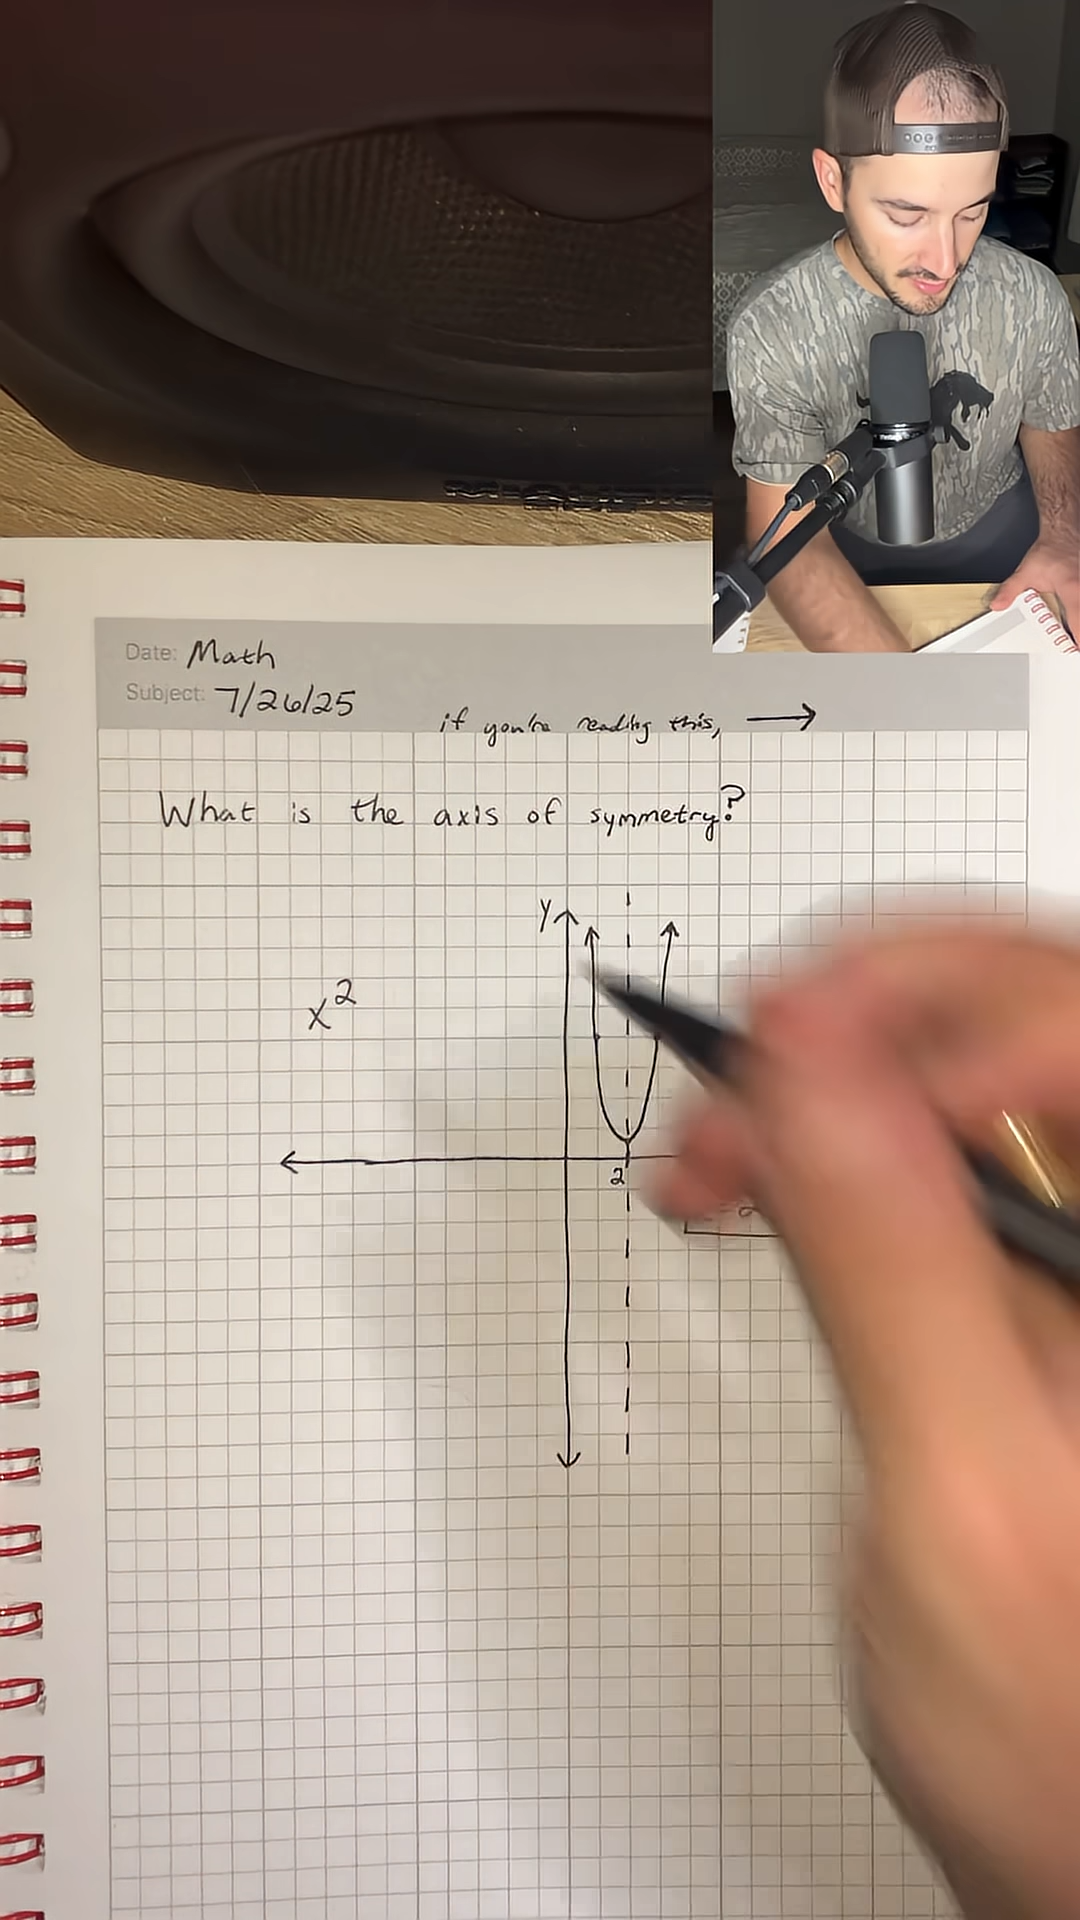 Date: Math
Subject: 7/26/25
if you're reading this,
What is the axis of symmetry?
y
x²
2